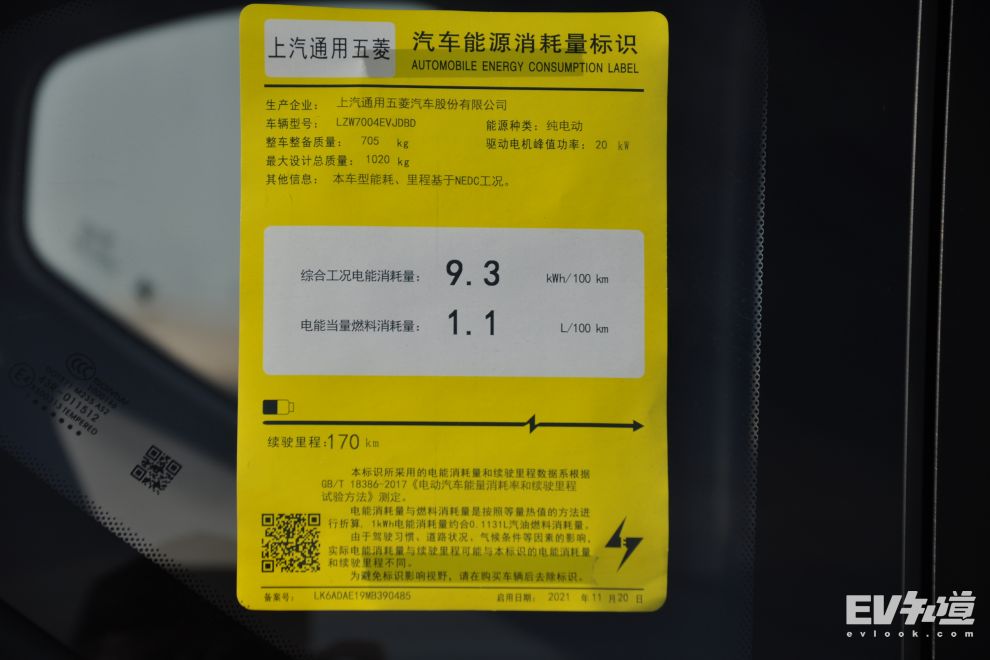 上汽通用五菱
汽车能源消耗量标识
AUTOMOBILE ENERGY CONSUMPTION LABEL
生产企业： 上汽通用五菱汽车股份有限公司
车辆型号： LZW7004EVJDBD 能源种类：纯电动
整车整备质量： 705 kg 驱动电机峰值功率：20 kW
最大设计总质量：1020 kg
其他信息： 本车型能耗、里程基于NEDC工况。
综合工况电能消耗量： 9.3 kWh/100 km
电能当量燃料消耗量： 1.1 L/100 km
续驶里程:170 km
本标识所采用的电能消耗量和续驶里程数据系根据
GB/T 18386-2017《电动汽车能量消耗率和续驶里程
试验方法》测定。
电能消耗量与燃料消耗量是按照等量热值的方法进
行折算，1kWh电能消耗量约合0.1131L汽油燃料消耗量。
由于驾驶习惯、道路状况、气候条件等因素的影响，
实际电能消耗量与续驶里程可能与本标识的电能消耗量
和续驶里程不同。
为避免标识影响视野，请在购买车辆后去除标识。
备案号： LK6ADAE19MB390485 启用日期： 2021 年 11 月 20 日
TEMPERED
EV知道
evlook.com